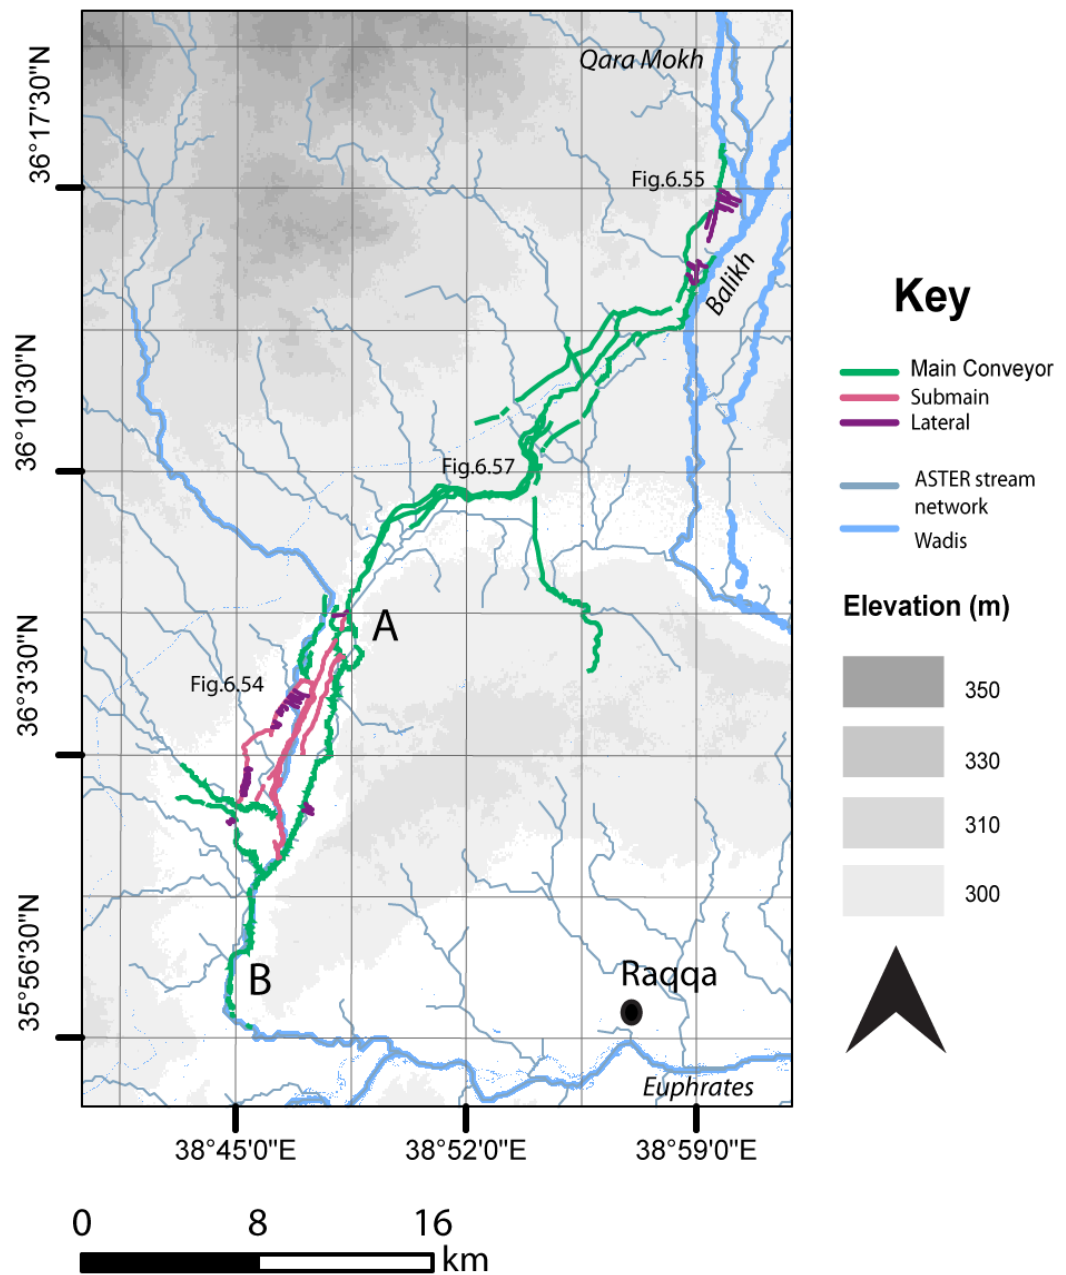 Qara Mokh
36°17'30"N
Fig.6.55
Balikh
36°10'30"N
Fig.6.57
A
36°3'30"N
Fig.6.54
35°56'30"N
B
Raqqa
Euphrates
38°45'0"E
38°52'0"E
38°59'0"E
0
8
16
km
Key
Main Conveyor
Submain
Lateral
ASTER stream
network
Wadis
Elevation (m)
350
330
310
300